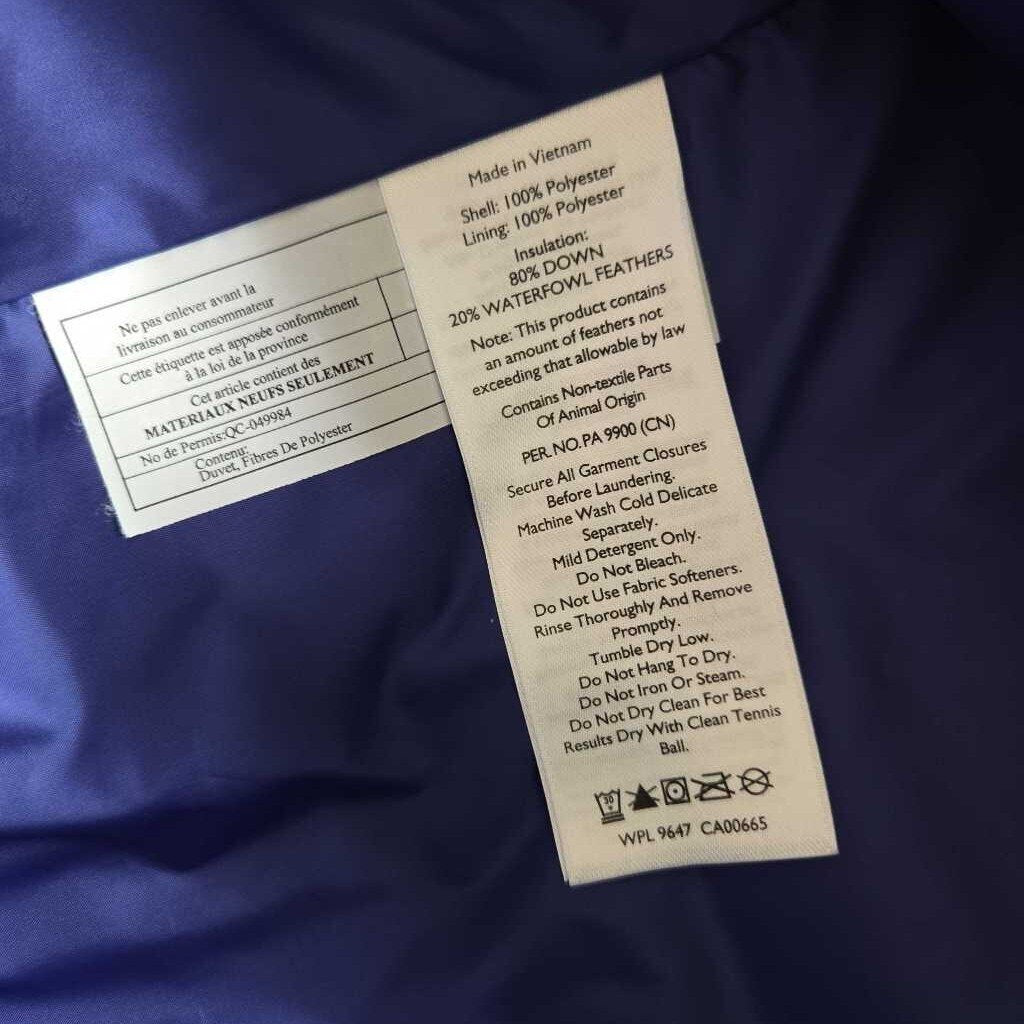 Ne pas enlever avant la
livraison au consommateur
Cette étiquette est apposée conformément
à la loi de la province
Cet article contient des
MATERIAUX NEUFS SEULEMENT
No de Permis:QC-049984
Contenu:
Duvet, Fibres De Polyester
Made in Vietnam
Shell: 100% Polyester
Lining: 100% Polyester
Insulation:
80% DOWN
20% WATERFOWL FEATHERS
Note: This product contains
an amount of feathers not
exceeding that allowable by law
Contains Non-textile Parts
Of Animal Origin
PER. NO. PA 9900 (CN)
Secure All Garment Closures
Before Laundering.
Machine Wash Cold Delicate
Separately.
Mild Detergent Only.
Do Not Bleach.
Do Not Use Fabric Softeners.
Rinse Thoroughly And Remove
Promptly.
Tumble Dry Low.
Do Not Hang To Dry.
Do Not Iron Or Steam.
Do Not Dry Clean For Best
Results Dry With Clean Tennis
Ball.
30
WPL 9647 CA00665